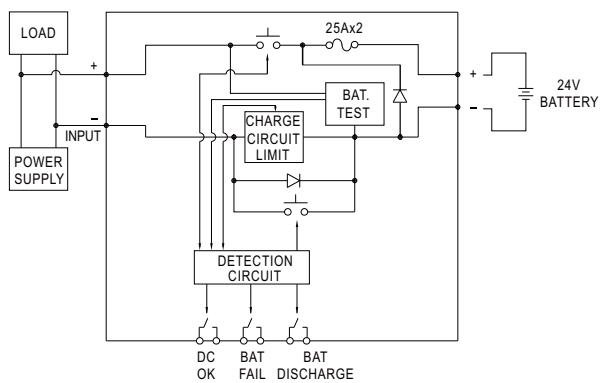 LOAD
25Ax2
+
+
24V
BATTERY
BAT.
TEST
−
−
INPUT
CHARGE
CIRCUIT
LIMIT
POWER
SUPPLY
DETECTION
CIRCUIT
DC
OK
BAT
FAIL
BAT
DISCHARGE